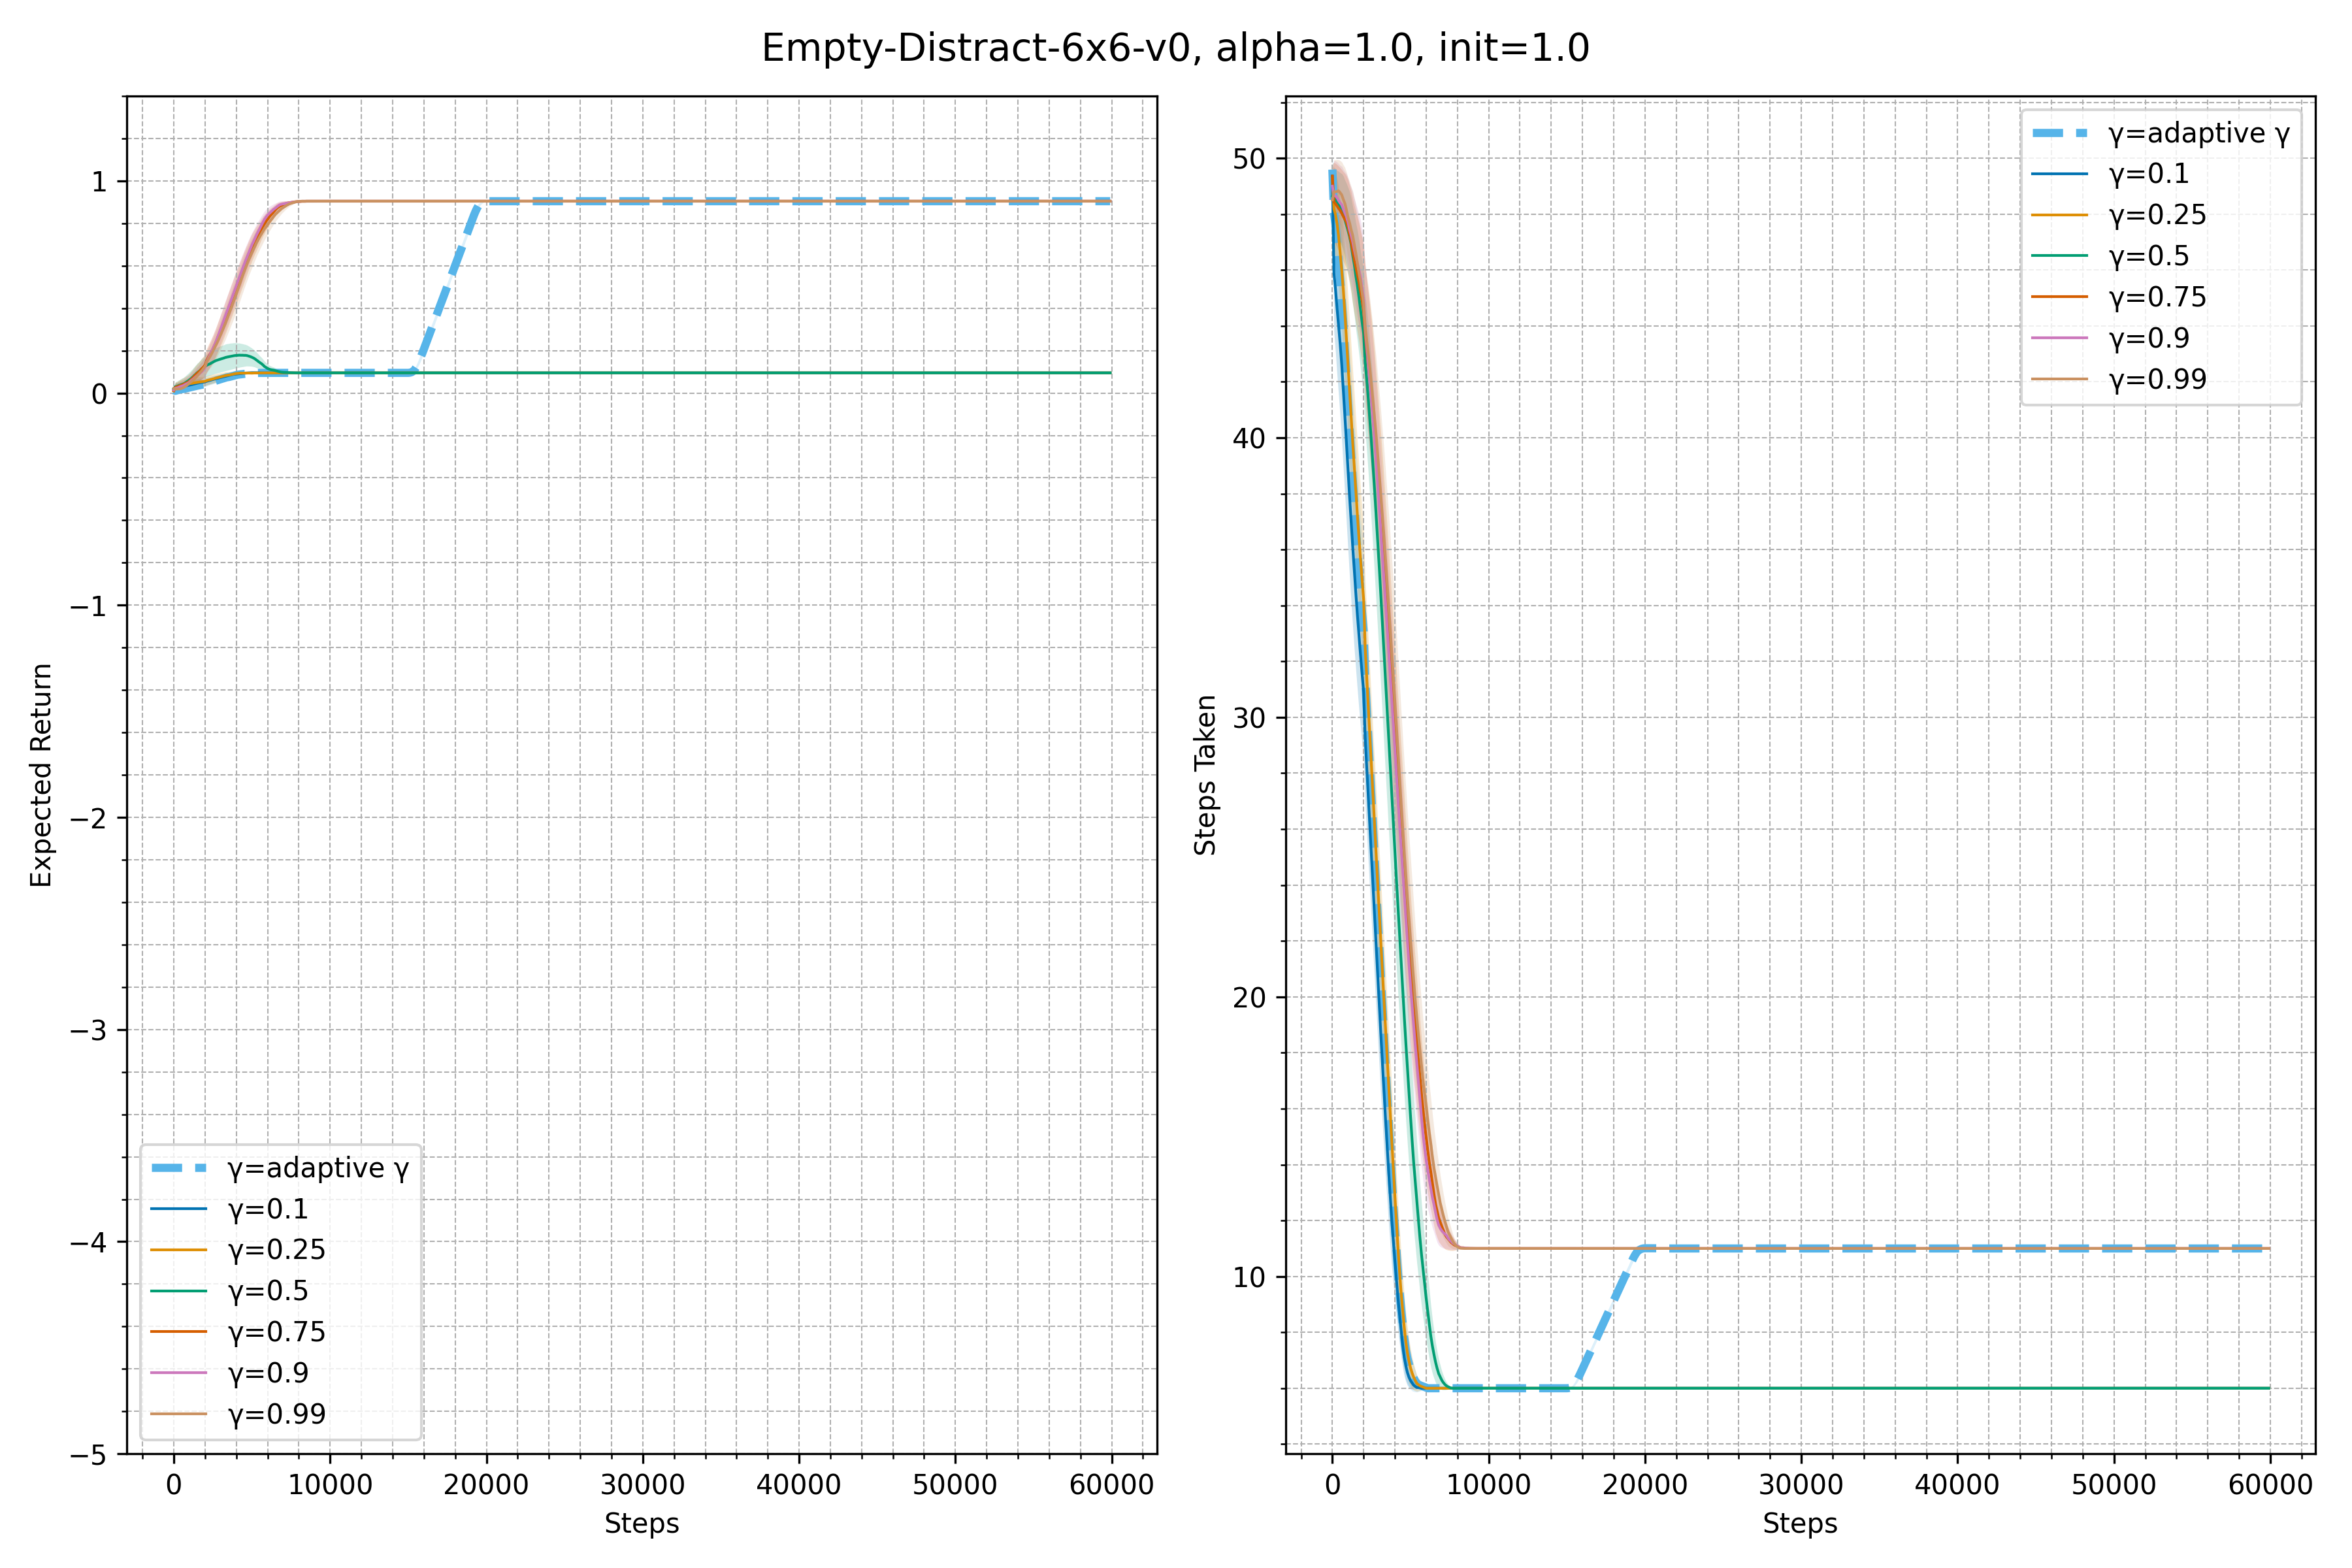 Empty-Distract-6x6-v0, alpha=1.0, init=1.0
Expected Return
1
0
−1
−2
−3
−4
−5
γ=adaptive γ
γ=0.1
γ=0.25
γ=0.5
γ=0.75
γ=0.9
γ=0.99
0 10000 20000 30000 40000 50000 60000
Steps
Steps Taken
50
40
30
20
10
γ=adaptive γ
γ=0.1
γ=0.25
γ=0.5
γ=0.75
γ=0.9
γ=0.99
0 10000 20000 30000 40000 50000 60000
Steps